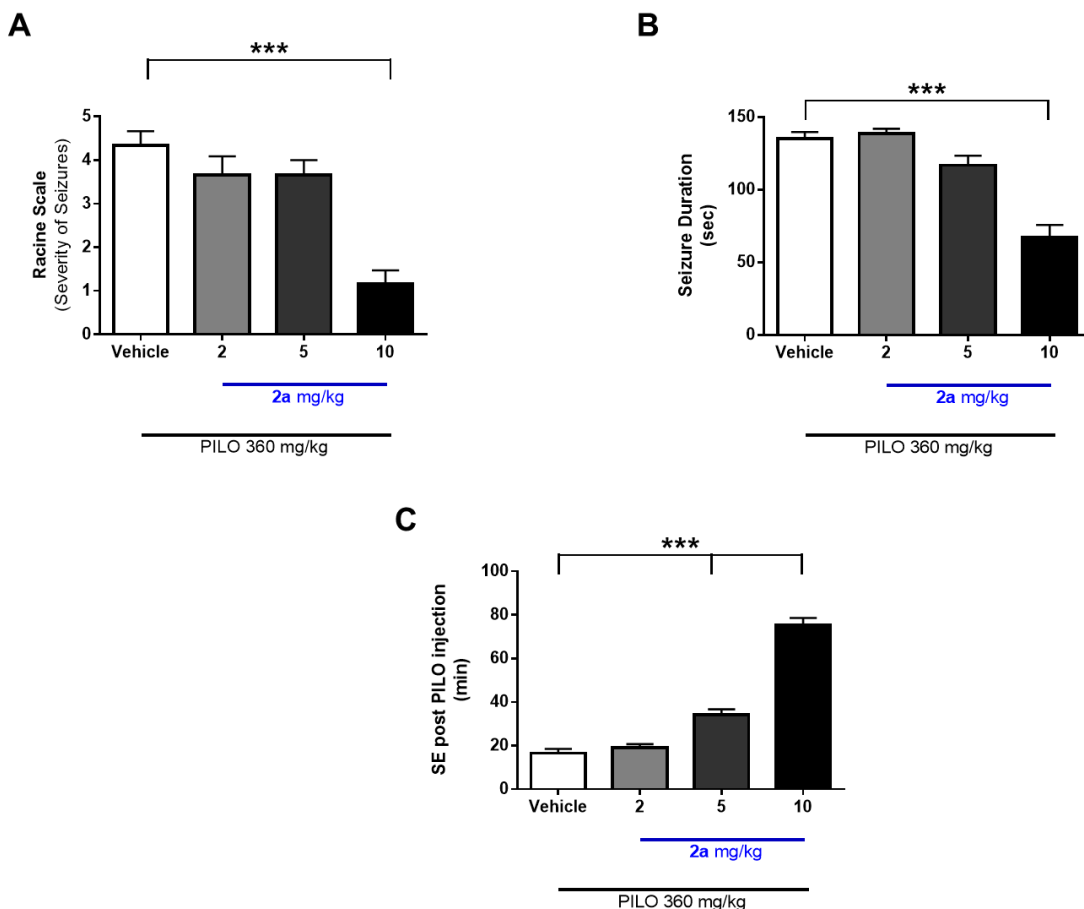 A
***
Racine Scale
(Severity of Seizures)
5
4
3
2
1
0
Vehicle 2 5 10
2a mg/kg
PILO 360 mg/kg
B
***
Seizure Duration
(sec)
150
100
50
0
Vehicle 2 5 10
2a mg/kg
PILO 360 mg/kg
C
***
SE post PILO injection
(min)
100
80
60
40
20
0
Vehicle 2 5 10
2a mg/kg
PILO 360 mg/kg